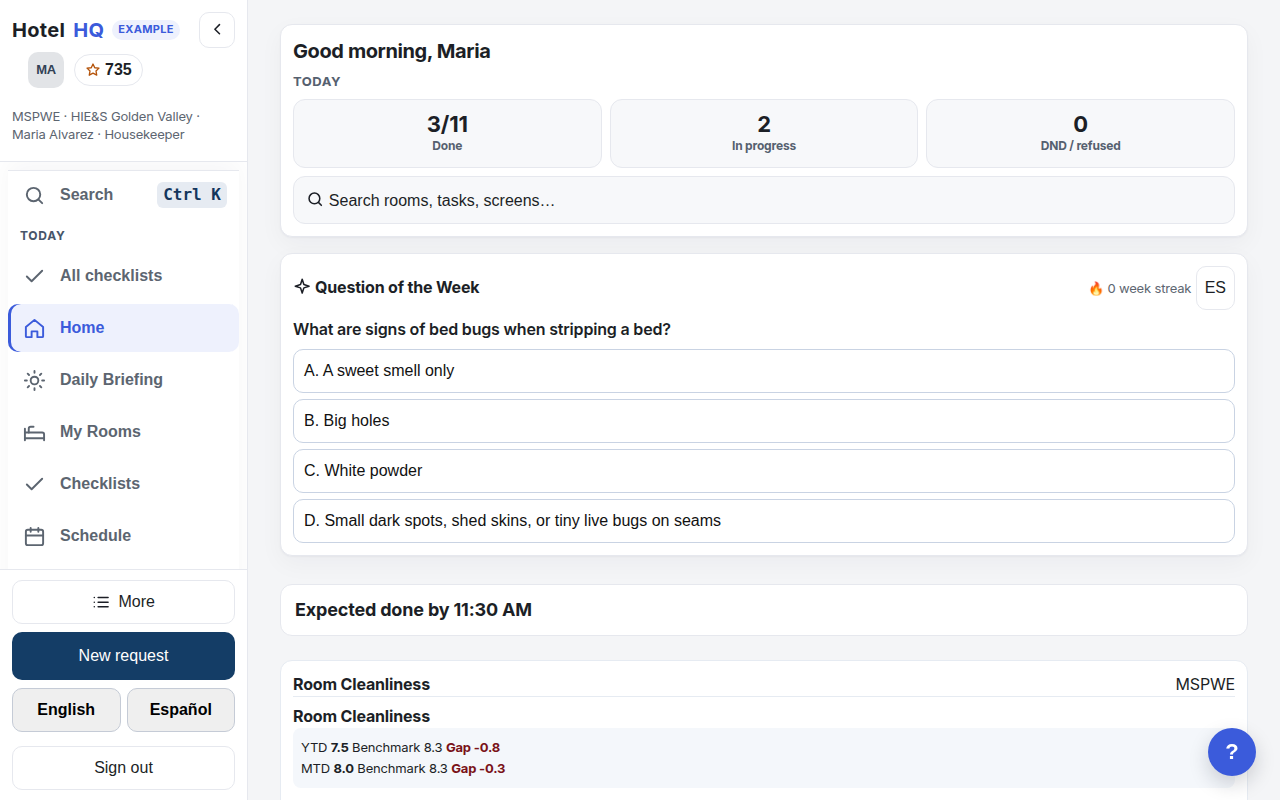 Hotel HQ EXAMPLE
MA
735
MSPWE · HIE&S Golden Valley ·
Maria Alvarez · Housekeeper
Search Ctrl K
TODAY
All checklists
Home
Daily Briefing
My Rooms
Checklists
Schedule
More
New request
English Español
Sign out
Good morning, Maria
TODAY
3/11
Done
2
In progress
0
DND / refused
Search rooms, tasks, screens…
Question of the Week
🔥 0 week streak ES
What are signs of bed bugs when stripping a bed?
A. A sweet smell only
B. Big holes
C. White powder
D. Small dark spots, shed skins, or tiny live bugs on seams
Expected done by 11:30 AM
Room Cleanliness MSPWE
Room Cleanliness
YTD 7.5 Benchmark 8.3 Gap -0.8
MTD 8.0 Benchmark 8.3 Gap -0.3
?